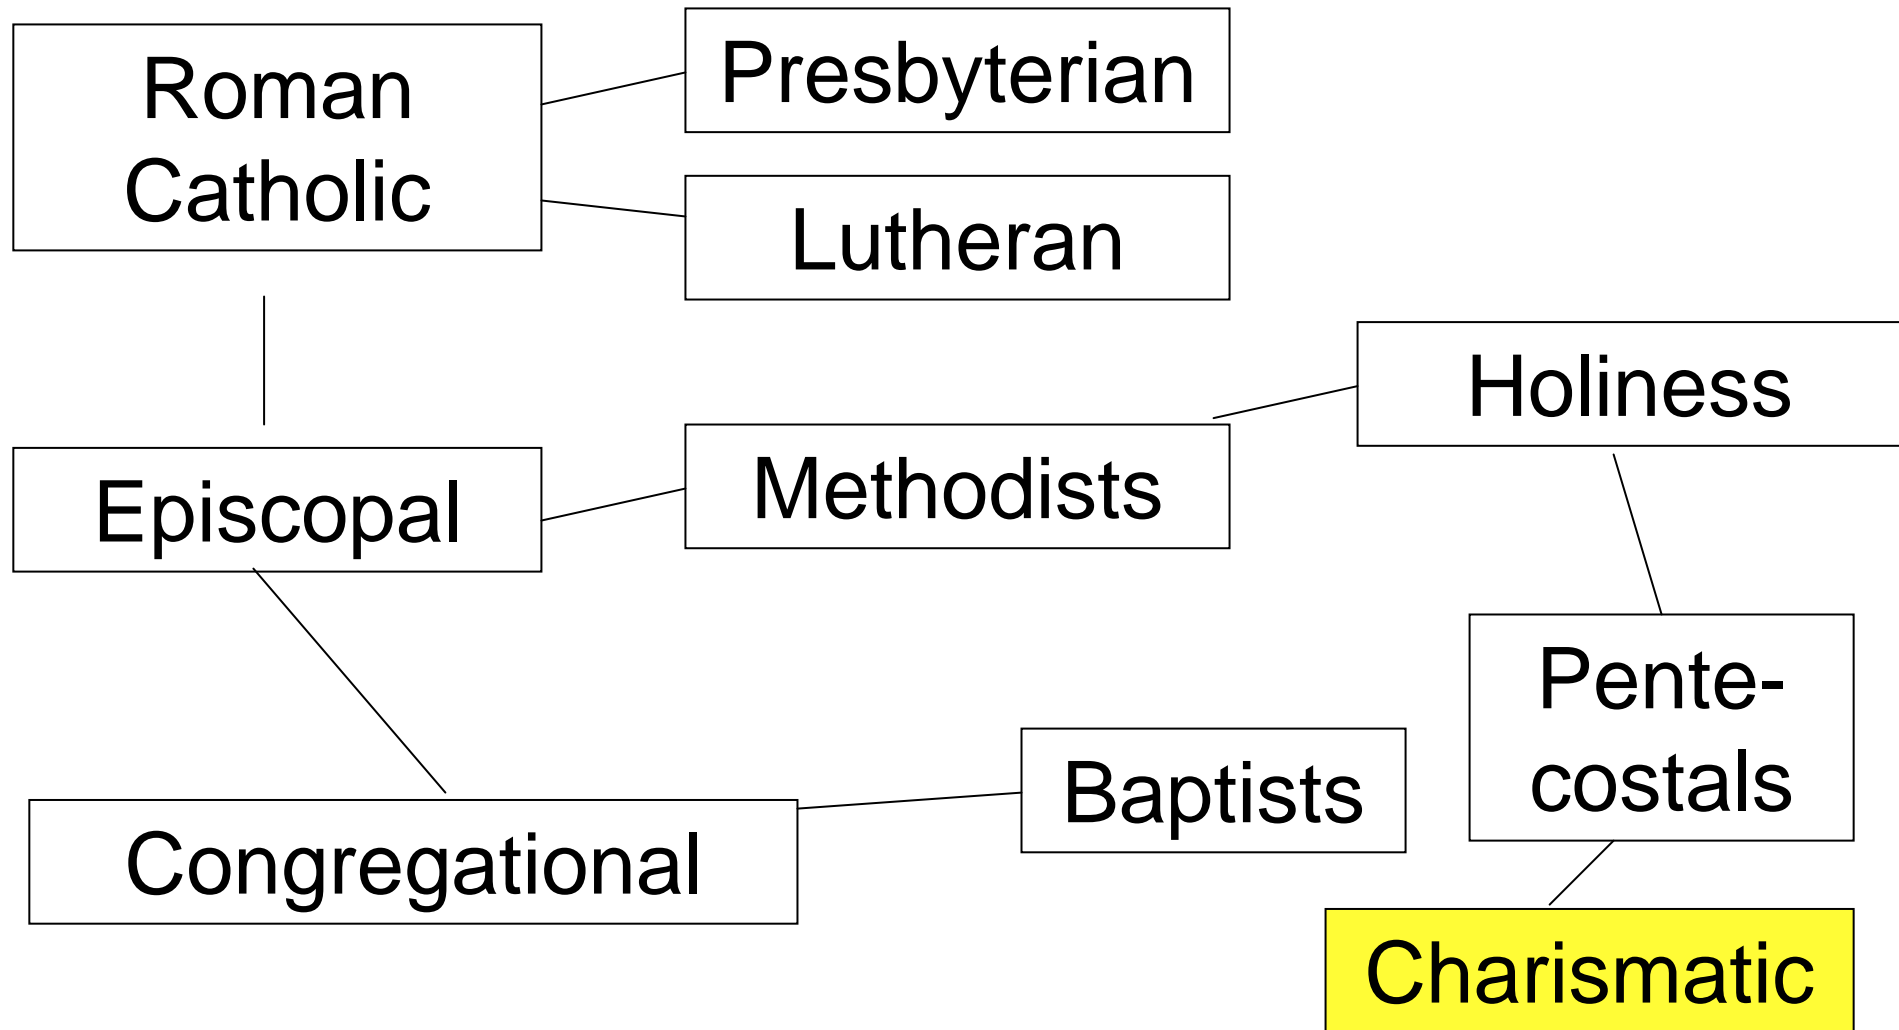 Roman
Catholic
Presbyterian
Lutheran
Holiness
Episcopal
Methodists
Pente-
costals
Baptists
Congregational
Charismatic